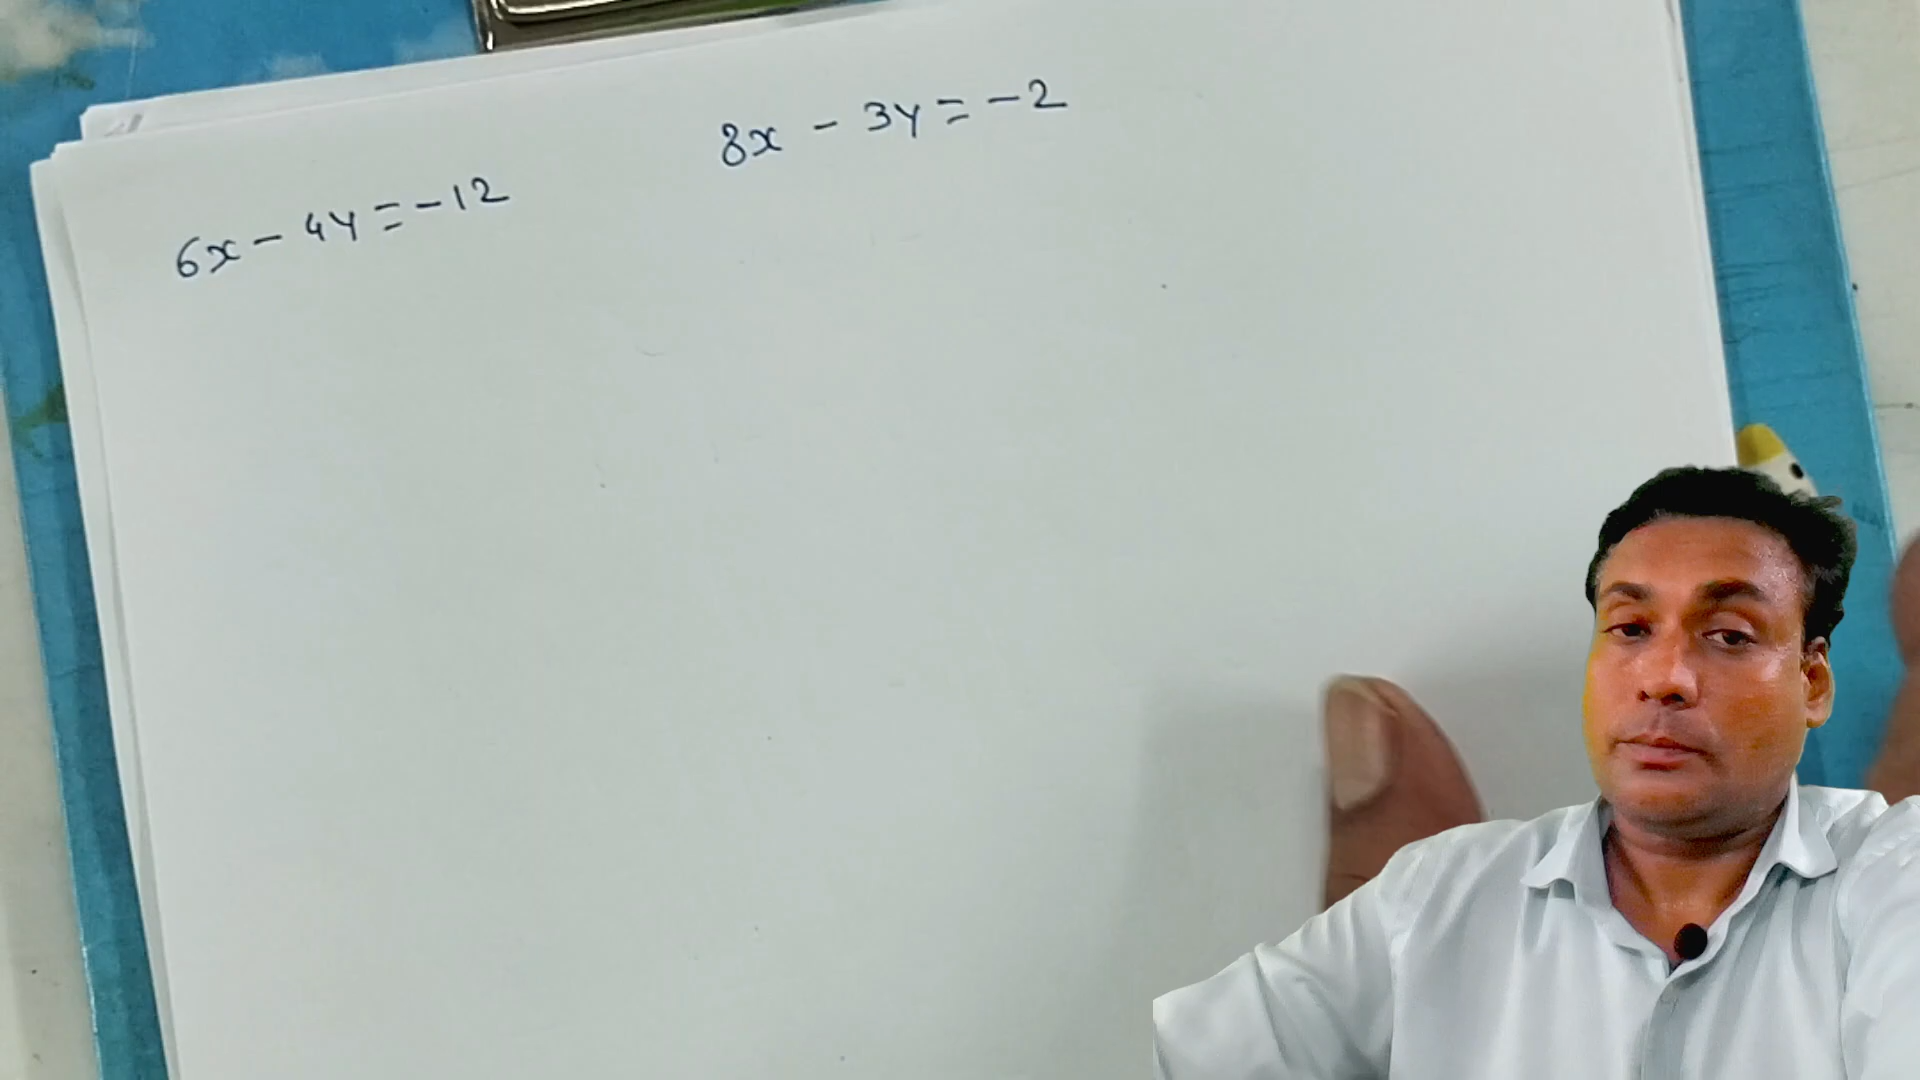 8x - 3y = -2
6x - 4y = -12